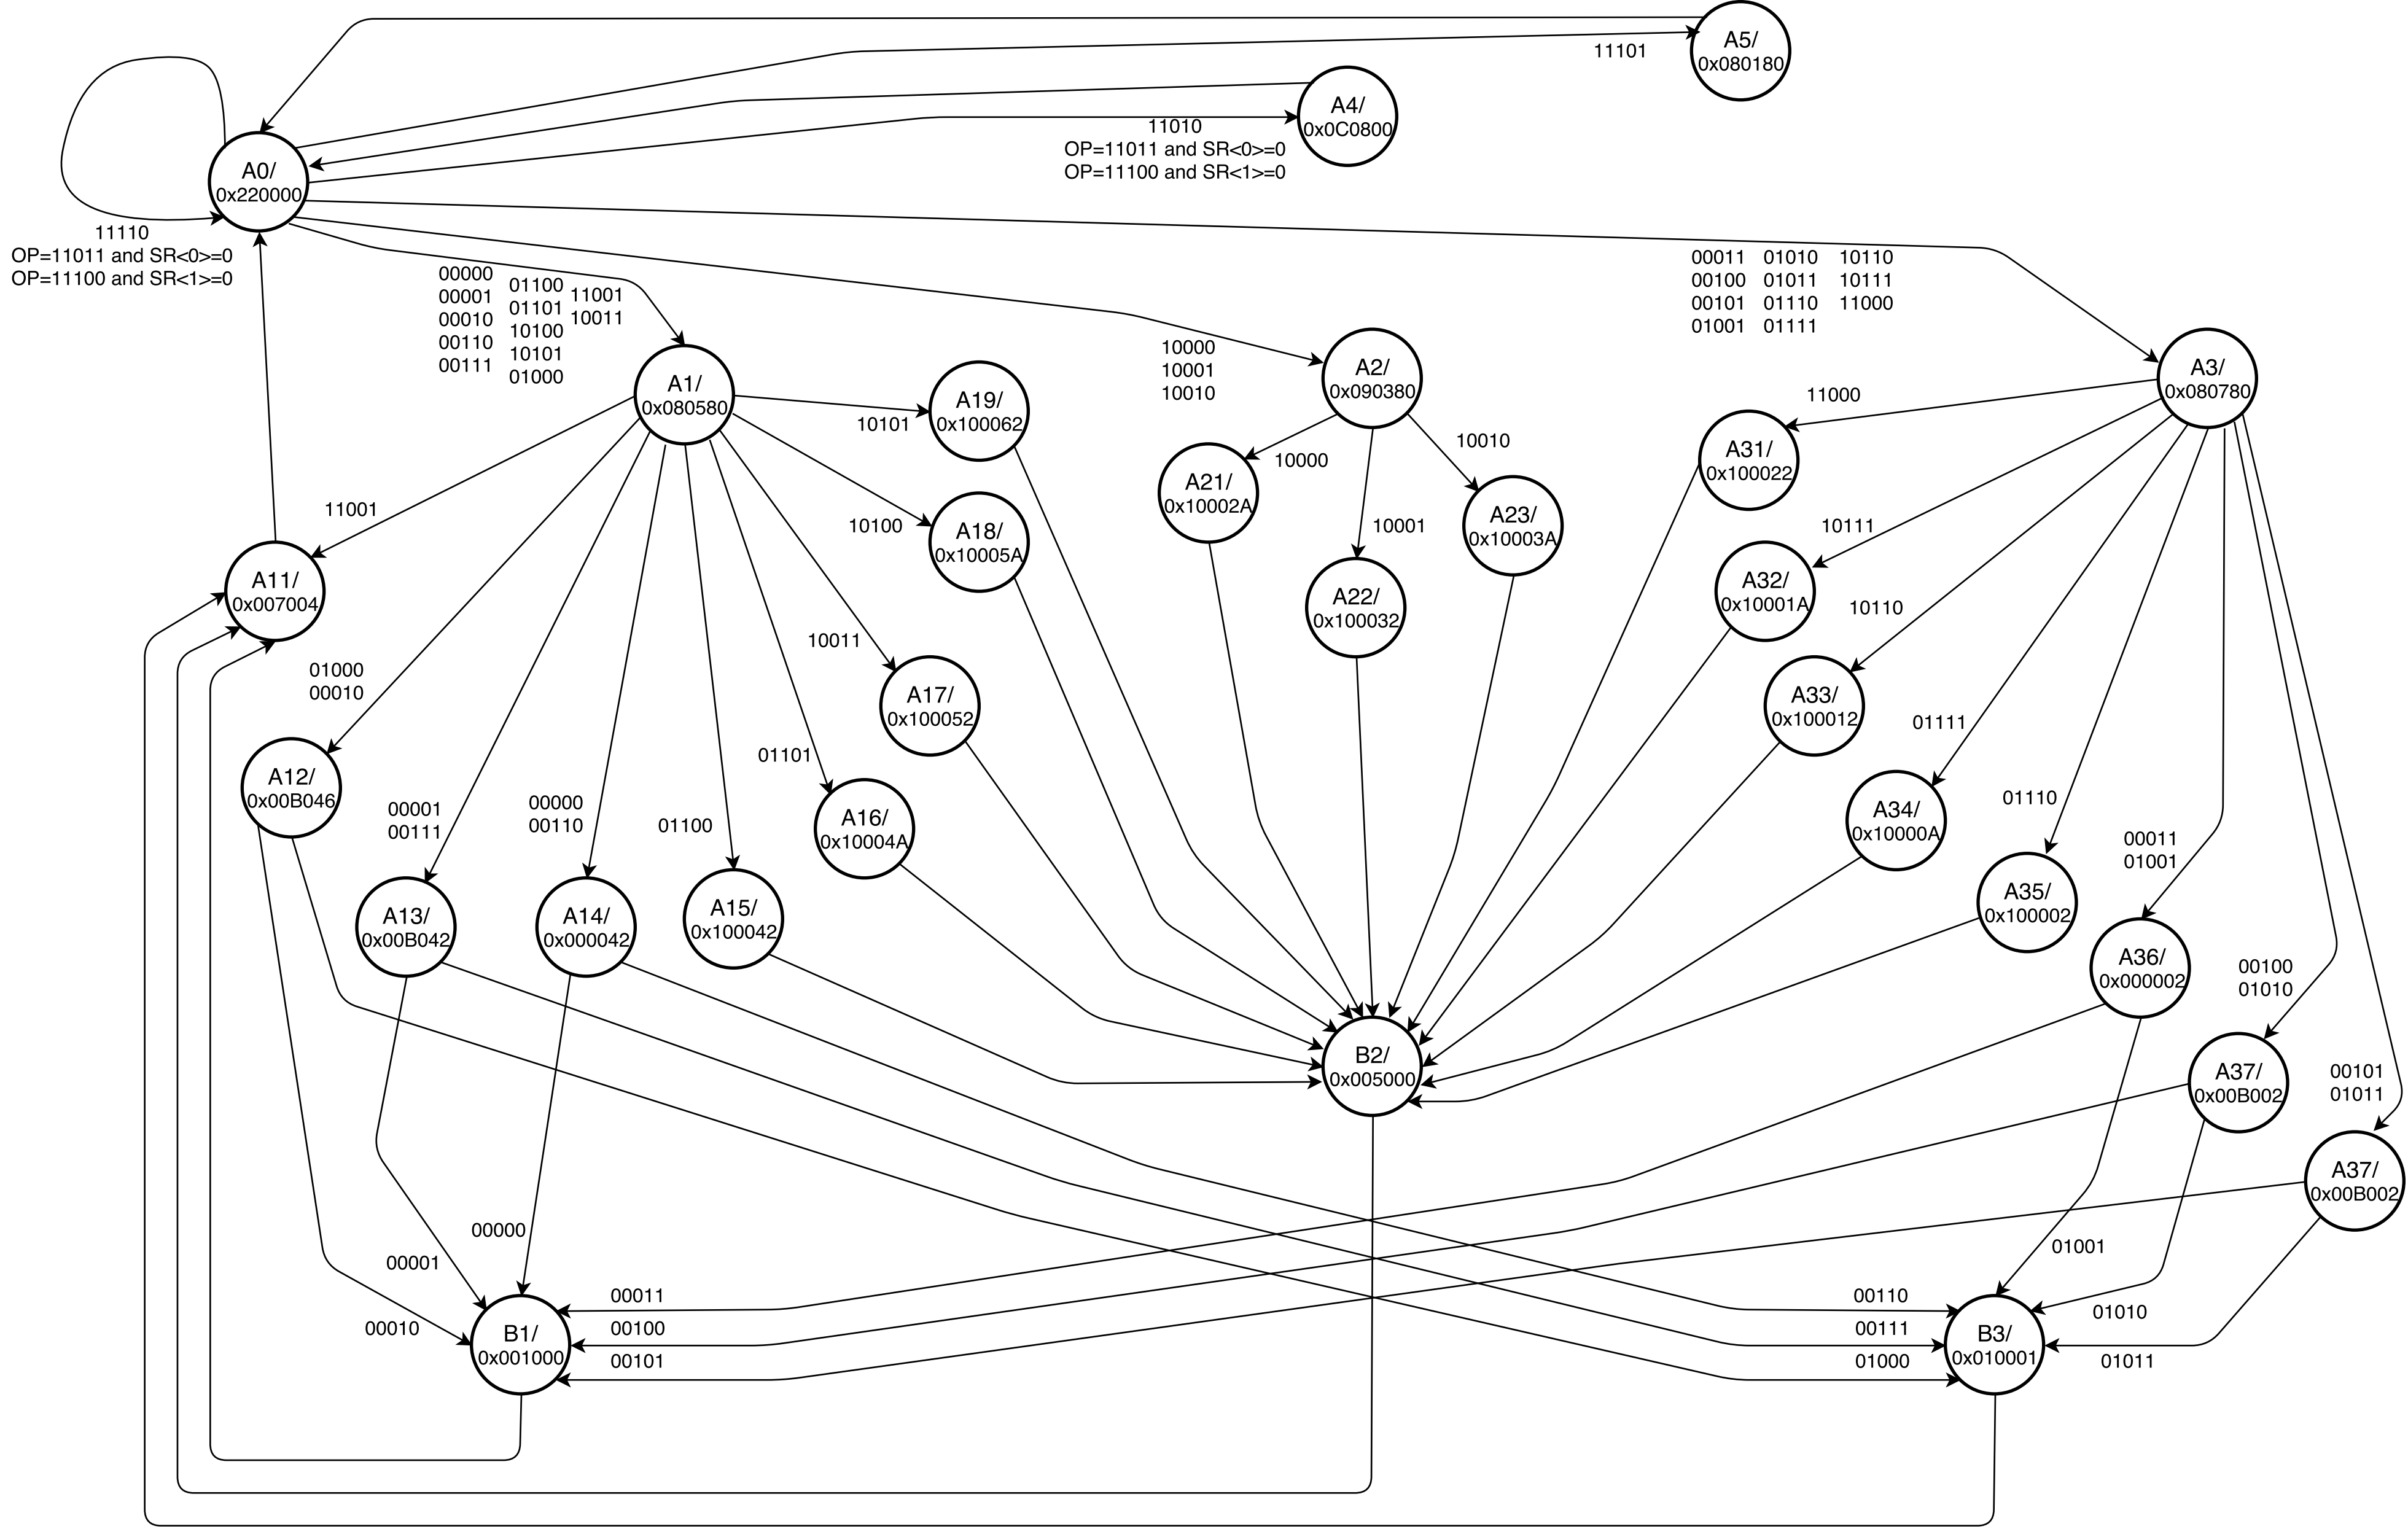 A5/
0x080180
11101
A4/
0x0C0800
11010
OP=11011 and SR<0>=0
OP=11100 and SR<1>=0
A0/
0x220000
11110
OP=11011 and SR<0>=0
OP=11100 and SR<1>=0
00000
00001
00010
00110
00111
01100
01101
10100
10101
01000
11001
10011
10000
10001
10010
00011 01010 10110
00100 01011 10111
00101 01110 11000
01001 01111
A1/
0x080580
A2/
0x090380
A3/
0x080780
10101
A19/
0x100062
10000
10010
11000
A31/
0x100022
11001
10100
A18/
0x10005A
A21/
0x10002A
10001
A23/
0x10003A
10111
A32/
0x10001A
A11/
0x007004
A22/
0x100032
10110
10011
A17/
0x100052
A33/
0x100012
01000
00010
01101
01111
A12/
0x00B046
A16/
0x10004A
A34/
0x10000A
01110
00001
00111
00000
00110
01100
00011
01001
A13/
0x00B042
A14/
0x000042
A15/
0x100042
A35/
0x100002
A36/
0x000002
00100
01010
B2/
0x005000
A37/
0x00B002
00101
01011
A37/
0x00B002
00000
00001
00010
00011
00100
00101
B1/
0x001000
00110
00111
01000
01001
01010
01011
B3/
0x010001